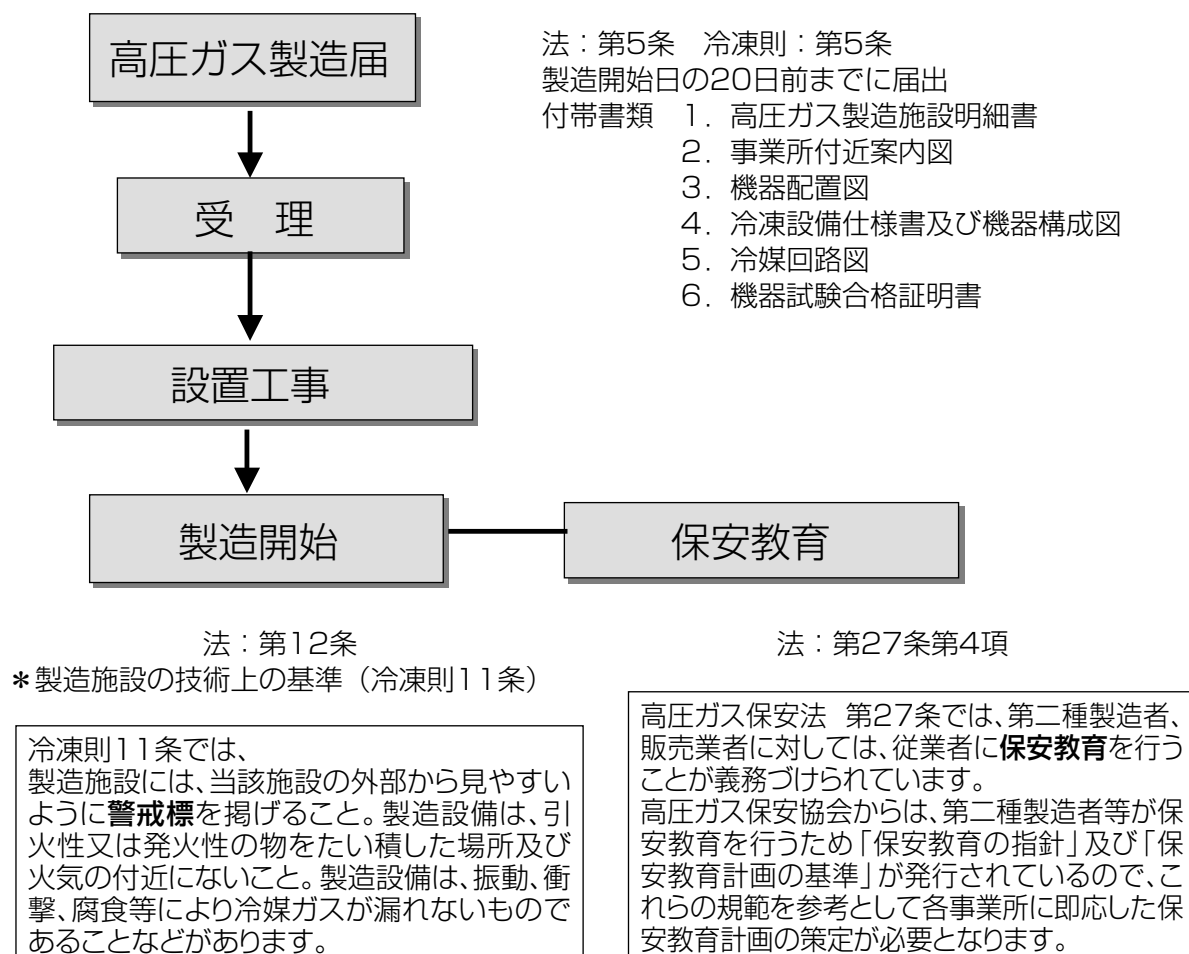 高圧ガス製造届
法：第5条　冷凍則：第5条
製造開始日の20日前までに届出
付帯書類　1．高圧ガス製造施設明細書
2．事業所付近案内図
3．機器配置図
4．冷凍設備仕様書及び機器構成図
5．冷媒回路図
6．機器試験合格証明書
受　理
設置工事
製造開始
保安教育
法：第12条
＊製造施設の技術上の基準（冷凍則11条）
冷凍則11条では、
製造施設には、当該施設の外部から見やすい
ように警戒標を掲げること。製造設備は、引
火性又は発火性の物をたい積した場所及び
火気の付近にないこと。製造設備は、振動、衝
撃、腐食等により冷媒ガスが漏れないもので
あることなどがあります。
法：第27条第4項
高圧ガス保安法　第27条では、第二種製造者、
販売業者に対しては、従業者に保安教育を行う
ことが義務づけられています。
高圧ガス保安協会からは、第二種製造者等が保
安教育を行うため「保安教育の指針」及び「保
安教育計画の基準」が発行されているので、こ
れらの規範を参考として各事業所に即応した保
安教育計画の策定が必要となります。